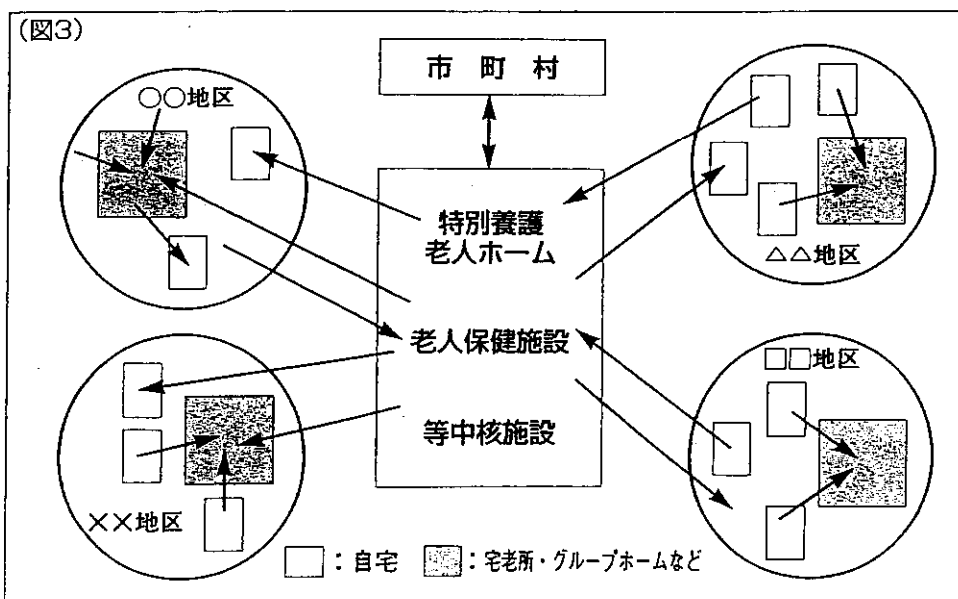 (図3)
市町村
○○地区
特別養護
老人ホーム
△△地区
老人保健施設
□□地区
等中核施設
××地区
□：自宅 ：宅老所・グループホームなど